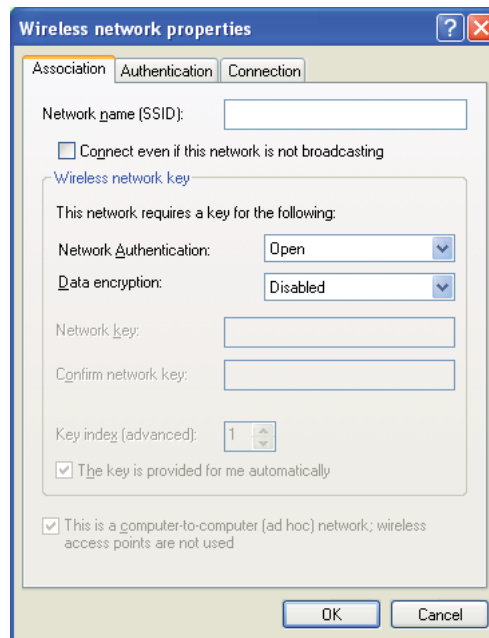 Wireless network properties
Association Authentication Connection
Network name (SSID):
Connect even if this network is not broadcasting
Wireless network key
This network requires a key for the following:
Network Authentication: Open
Data encryption: Disabled
Network key:
Confirm network key:
Key index (advanced): 1
The key is provided for me automatically
This is a computer-to-computer (ad hoc) network; wireless
access points are not used
OK Cancel